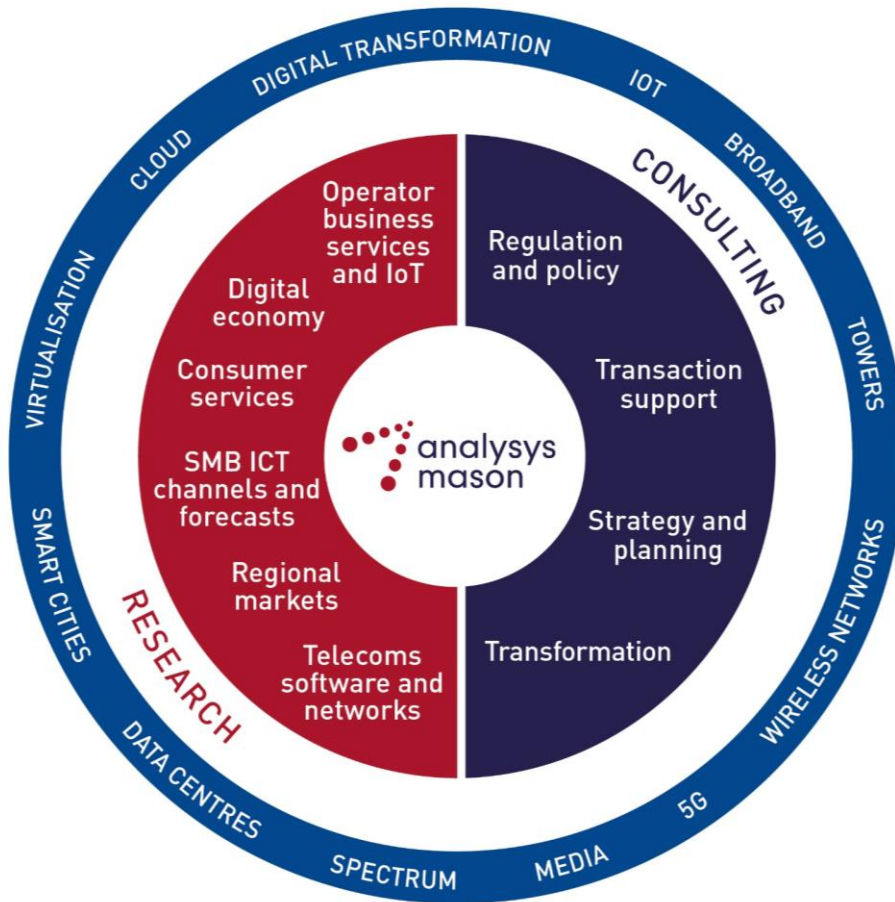 DIGITAL TRANSFORMATION
IOT
BROADBAND
TOWERS
WIRELESS NETWORKS
5G
MEDIA
SPECTRUM
DATA CENTRES
SMART CITIES
VIRTUALISATION
CLOUD
RESEARCH
Operator
business
services
and IoT
Digital
economy
Consumer
services
SMB ICT
channels and
forecasts
Regional
markets
Telecoms
software and
networks
analysys
mason
CONSULTING
Regulation
and policy
Transaction
support
Strategy and
planning
Transformation